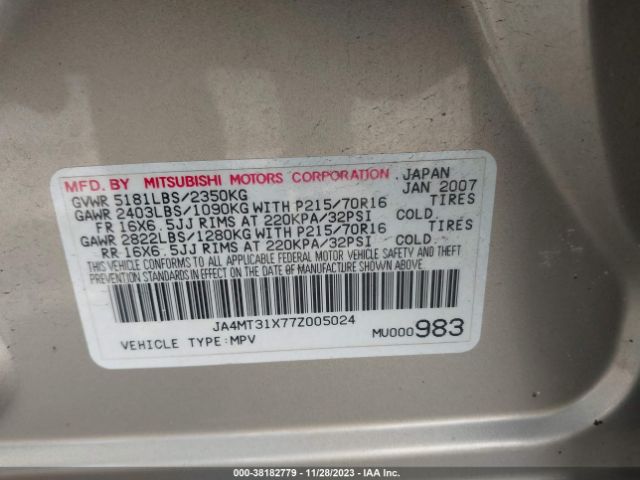 MFD. BY MITSUBISHI MOTORS CORPORATION, JAPAN
GVWR 5181LBS/2350KG JAN 2007
GAWR 2403LBS/1090KG WITH P215/70R16 TIRES
FR 16X6.5JJ RIMS AT 220KPA/32PSI COLD.
GAWR 2822LBS/1280KG WITH P215/70R16 TIRES
RR 16X6.5JJ RIMS AT 220KPA/32PSI COLD.
THIS VEHICLE CONFORMS TO ALL APPLICABLE FEDERAL MOTOR VEHICLE SAFETY AND THEFT
PREVENTION STANDARDS IN EFFECT ON THE DATE OF MANUFACTURE SHOWN ABOVE.
JA4MT31X77Z005024
VEHICLE TYPE:MPV MU000983
000-38182779 - 11/28/2023 - IAA Inc.